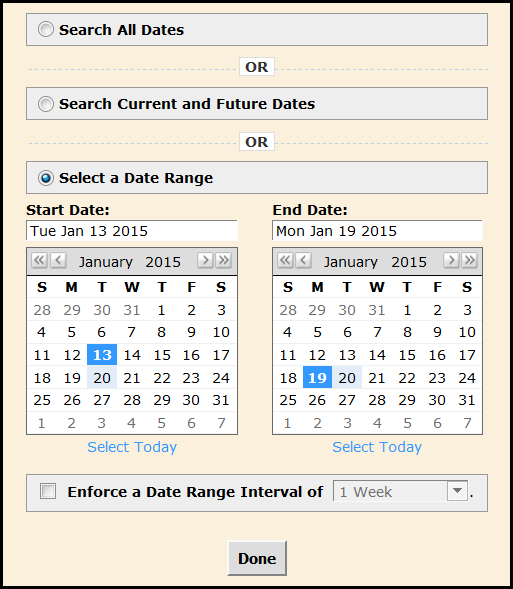 Search All Dates
OR
Search Current and Future Dates
OR
Select a Date Range
Start Date: End Date:
Tue Jan 13 2015 Mon Jan 19 2015
« ‹ January 2015 › » « ‹ January 2015 › »
S M T W T F S S M T W T F S
28 29 30 31 1 2 3 28 29 30 31 1 2 3
4 5 6 7 8 9 10 4 5 6 7 8 9 10
11 12 13 14 15 16 17 11 12 13 14 15 16 17
18 19 20 21 22 23 24 18 19 20 21 22 23 24
25 26 27 28 29 30 31 25 26 27 28 29 30 31
1 2 3 4 5 6 7 1 2 3 4 5 6 7
Select Today Select Today
Enforce a Date Range Interval of 1 Week .
Done